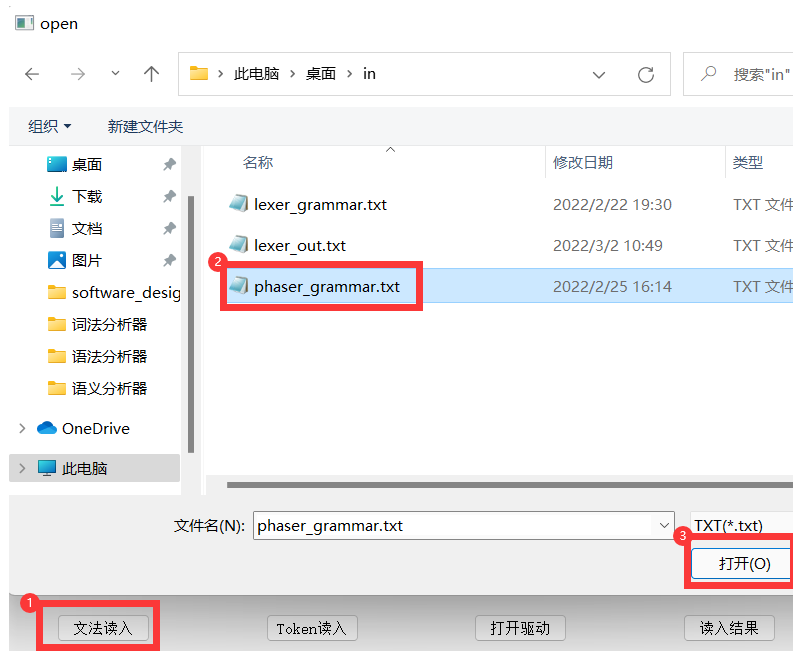 open
此电脑 › 桌面 › in
搜索"in"
组织 新建文件夹
名称 修改日期 类型
桌面
下载
文档
图片
software_desig
词法分析器
语法分析器
语义分析器
OneDrive
此电脑
lexer_grammar.txt 2022/2/22 19:30 TXT 文件
lexer_out.txt 2022/3/2 10:49 TXT 文件
2
phaser_grammar.txt 2022/2/25 16:14 TXT 文件
文件名(N): phaser_grammar.txt TXT(*.txt)
3
打开(O)
1
文法读入 Token读入 打开驱动 读入结果